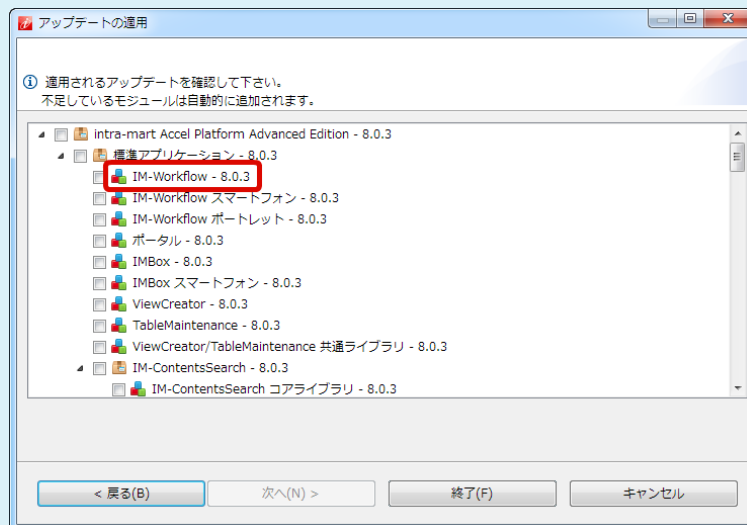 アップデートの適用
適用されるアップデートを確認して下さい。
不足しているモジュールは自動的に追加されます。
intra-mart Accel Platform Advanced Edition - 8.0.3
標準アプリケーション - 8.0.3
IM-Workflow - 8.0.3
IM-Workflow スマートフォン - 8.0.3
IM-Workflow ポートレット - 8.0.3
ポータル - 8.0.3
IMBox - 8.0.3
IMBox スマートフォン - 8.0.3
ViewCreator - 8.0.3
TableMaintenance - 8.0.3
ViewCreator/TableMaintenance 共通ライブラリ - 8.0.3
IM-ContentsSearch - 8.0.3
IM-ContentsSearch コアライブラリ - 8.0.3
< 戻る(B) 次へ(N) > 終了(F) キャンセル